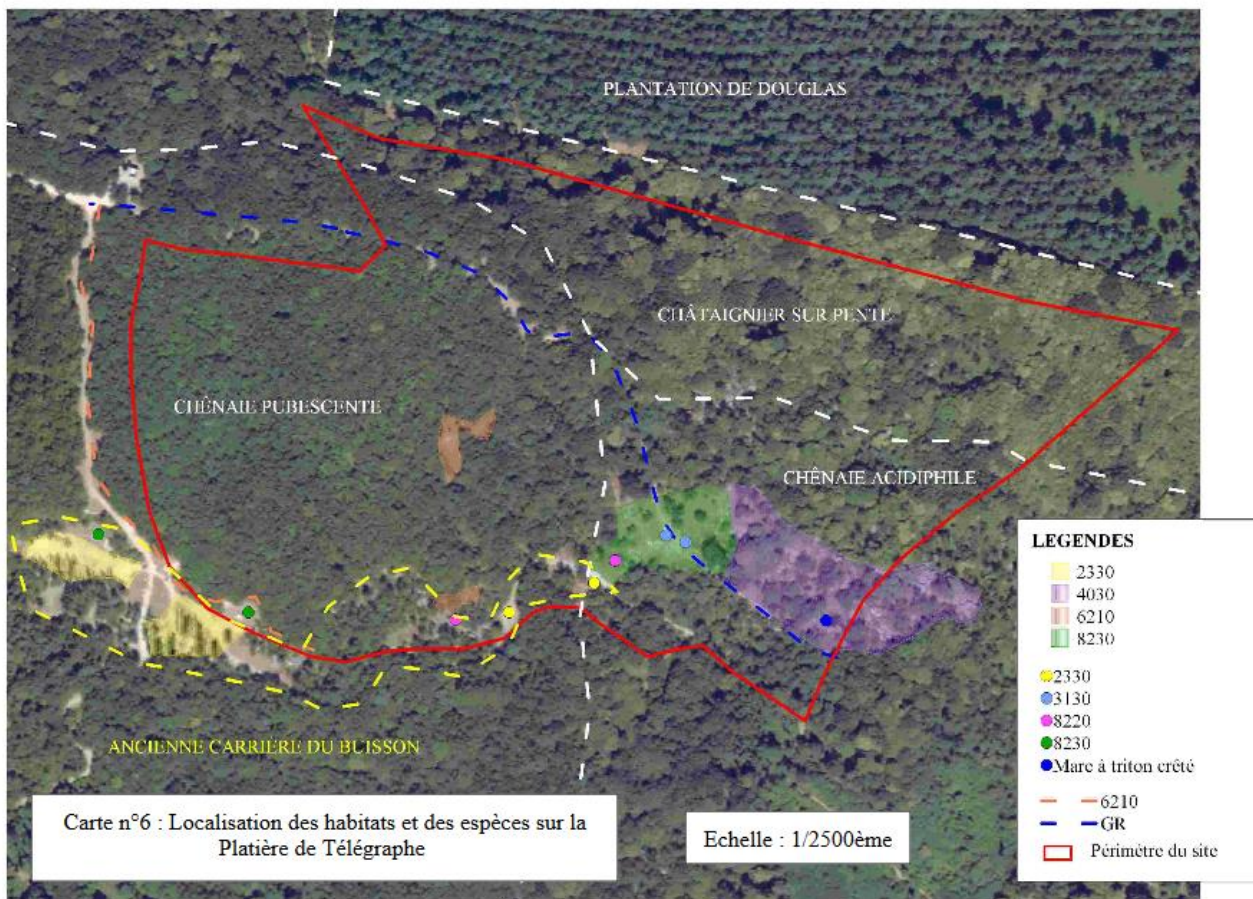 PLANTATION DE DOUGLAS
CHÂTAIGNIER SUR PENTE
CHÊNAIE PUBESCENTE
CHÊNAIE ACIDIPHILE
ANCIENNE CARRIÈRE DU BUISSON
Carte n°6 : Localisation des habitats et des espèces sur la
Platière de Télégraphe
Echelle : 1/2500ème
LEGENDES
2330
4030
6210
8230
2330
3130
8220
8230
Mare à triton crêté
6210
GR
Périmètre du site